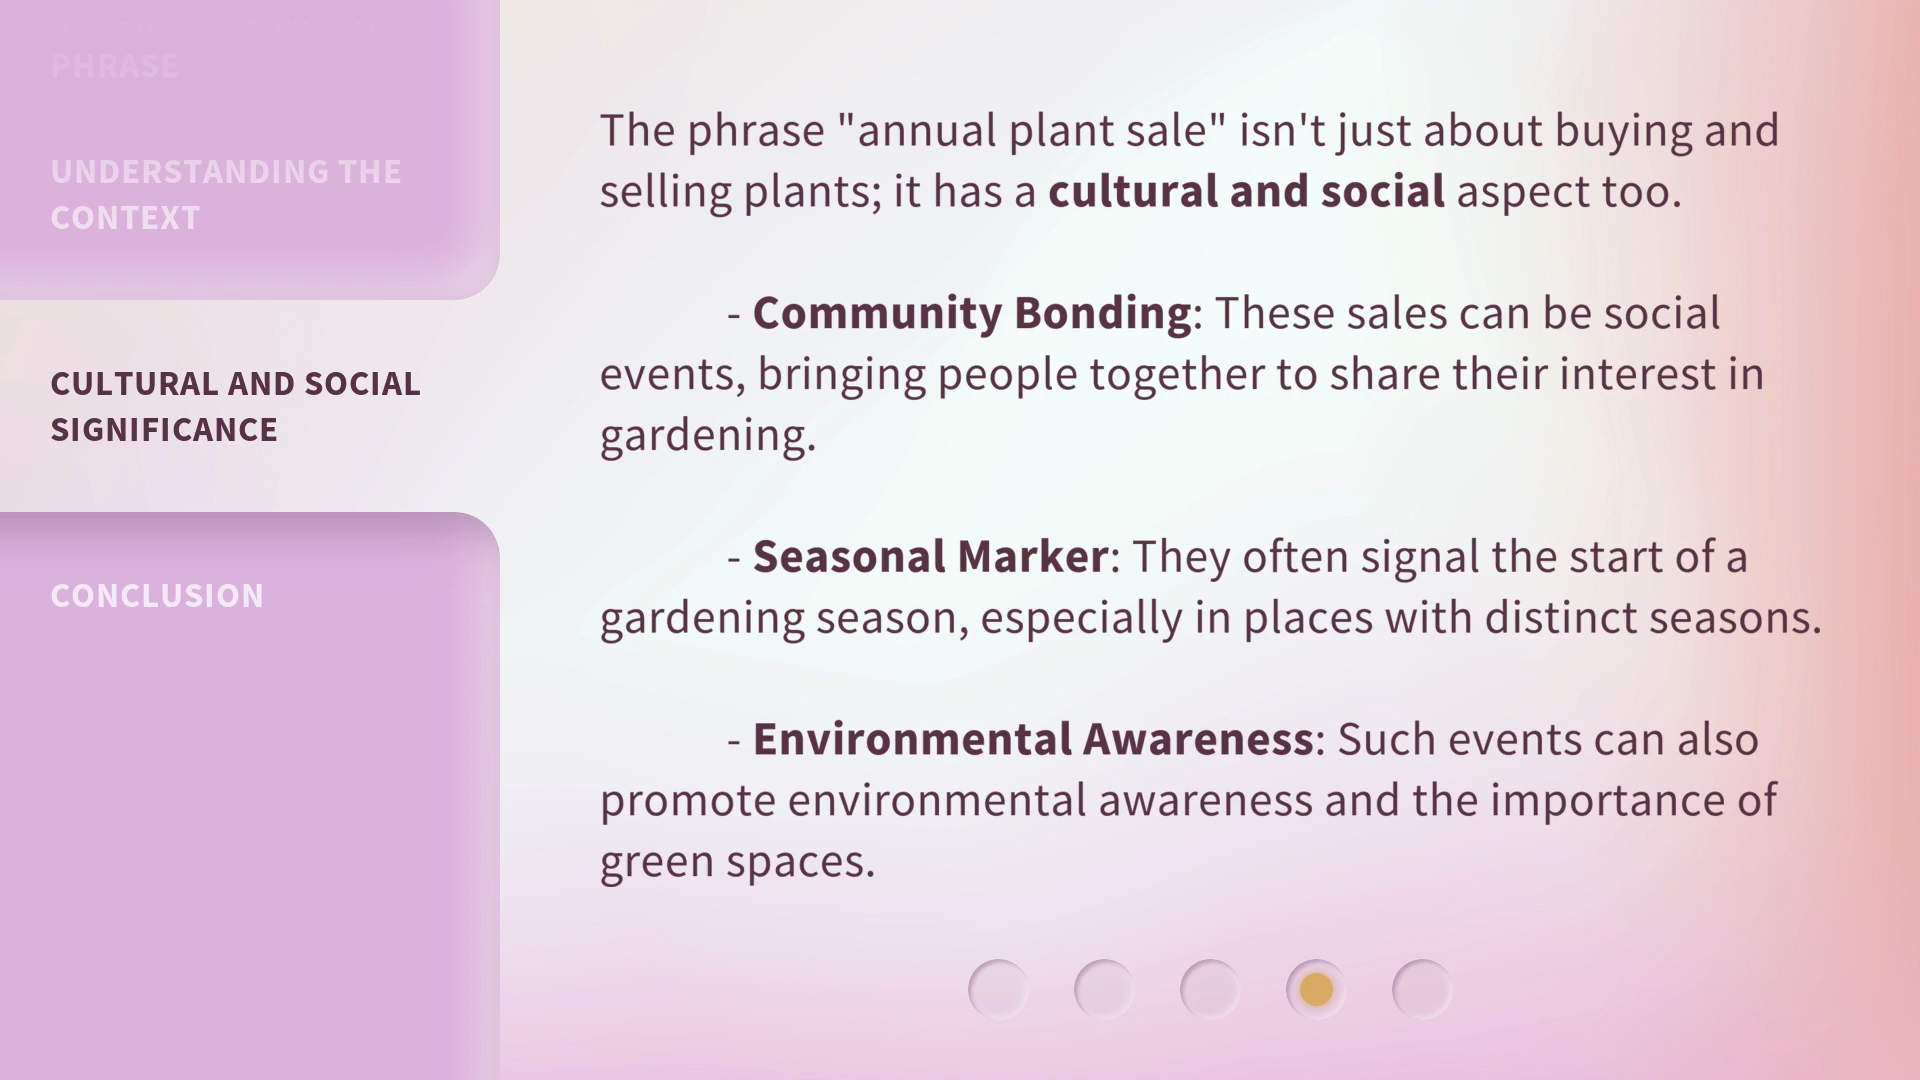 PHRASE
UNDERSTANDING THE
CONTEXT
CULTURAL AND SOCIAL
SIGNIFICANCE
CONCLUSION
The phrase "annual plant sale" isn't just about buying and
selling plants; it has a cultural and social aspect too.
- Community Bonding: These sales can be social
events, bringing people together to share their interest in
gardening.
- Seasonal Marker: They often signal the start of a
gardening season, especially in places with distinct seasons.
- Environmental Awareness: Such events can also
promote environmental awareness and the importance of
green spaces.